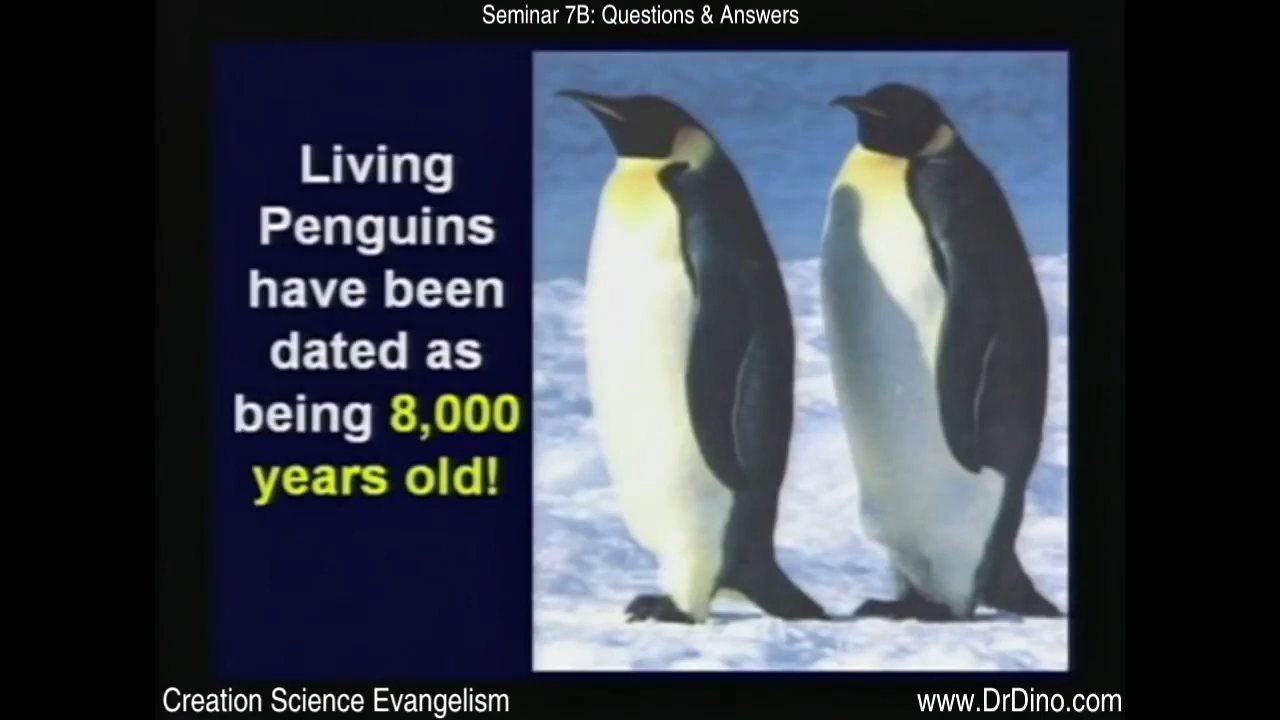 Seminar 7B: Questions & Answers
Living
Penguins
have been
dated as
being 8,000
years old!
Creation Science Evangelism
www.DrDino.com